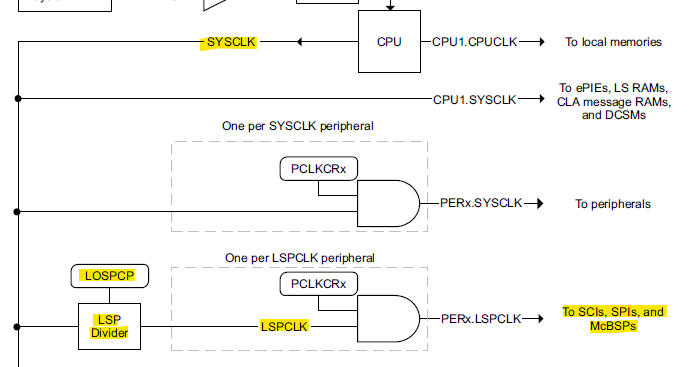 SYSCLK
CPU
CPU1.CPUCLK
To local memories
CPU1.SYSCLK
To ePIEs, LS RAMs,
CLA message RAMs,
and DCSMs
One per SYSCLK peripheral
PCLKCRx
PERx.SYSCLK
To peripherals
One per LSPCLK peripheral
LOSPCP
PCLKCRx
LSP
Divider
LSPCLK
PERx.LSPCLK
To SCIs, SPIs, and
McBSPs